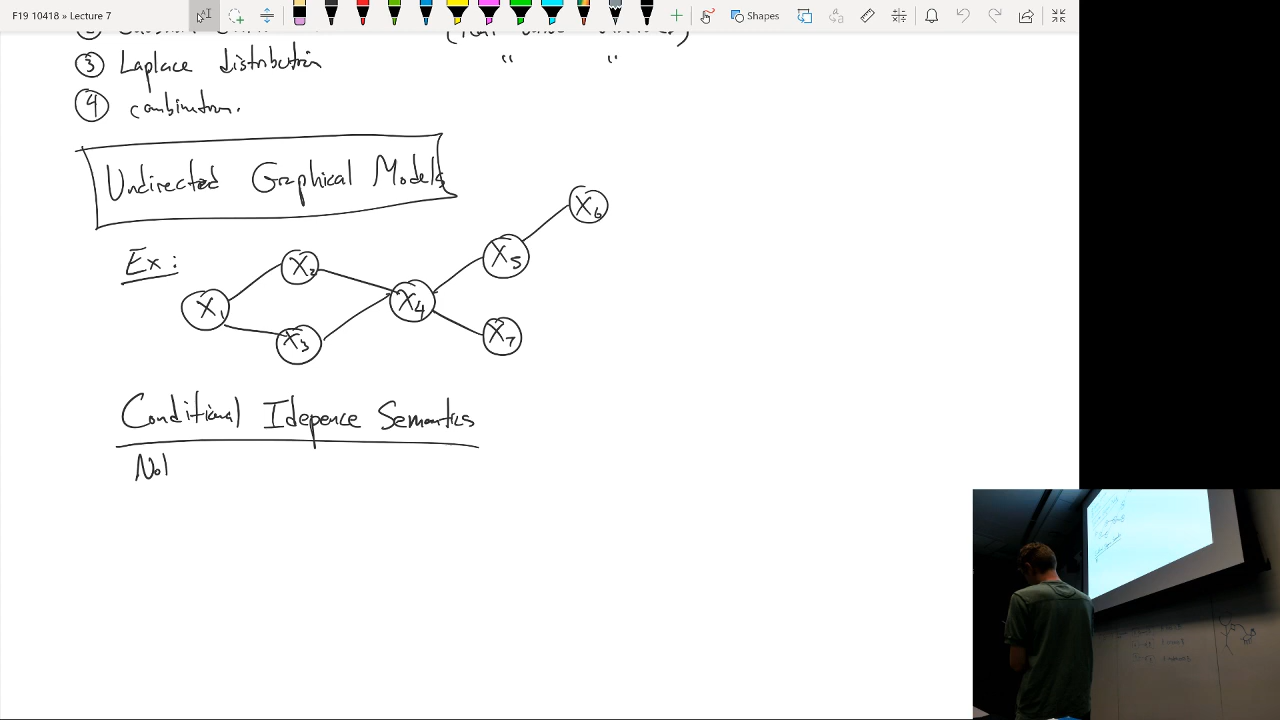 F19 10418 » Lecture 7
Shapes
③ Laplace distribution " "
④ combination.
Undirected Graphical Models
Ex:
X1
X2
X3
X4
X5
X6
X7
Conditional Idepence Semantics
Nol